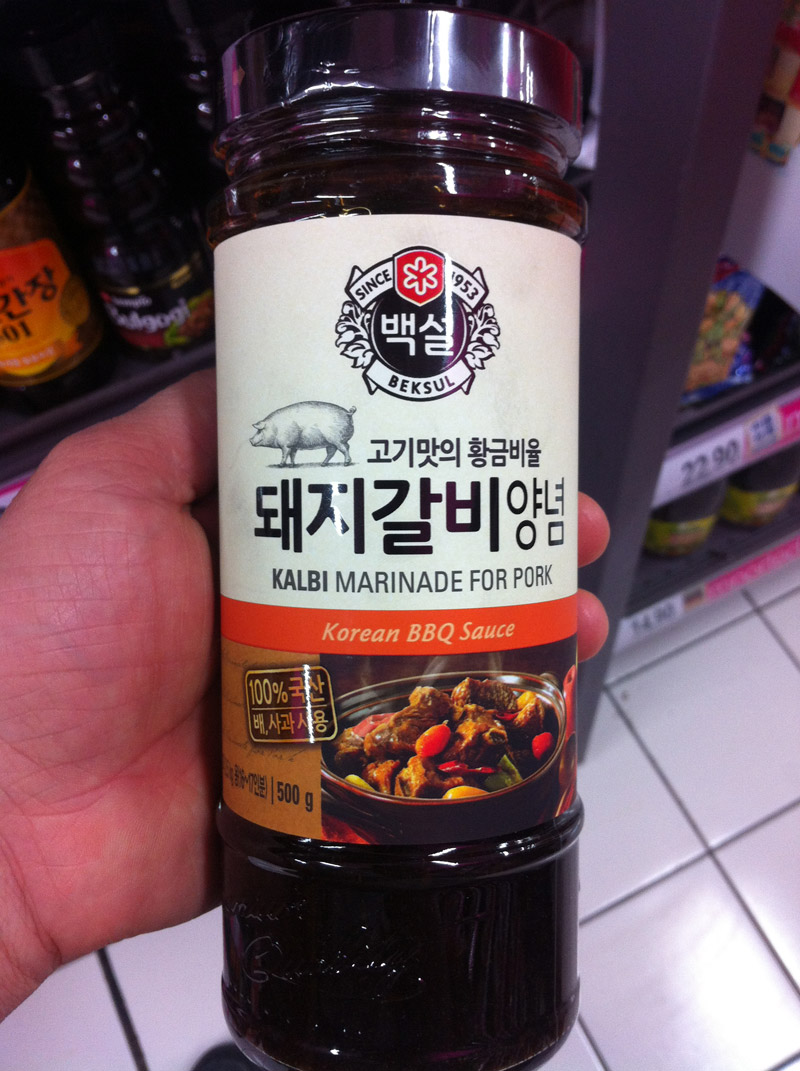 SINCE 1953
백설
BEKSUL
고기맛의 황금비율
돼지갈비양념
KALBI MARINADE FOR PORK
Korean BBQ Sauce
100%국산
배,사과 사용
500 g
간장
22.90
14.90